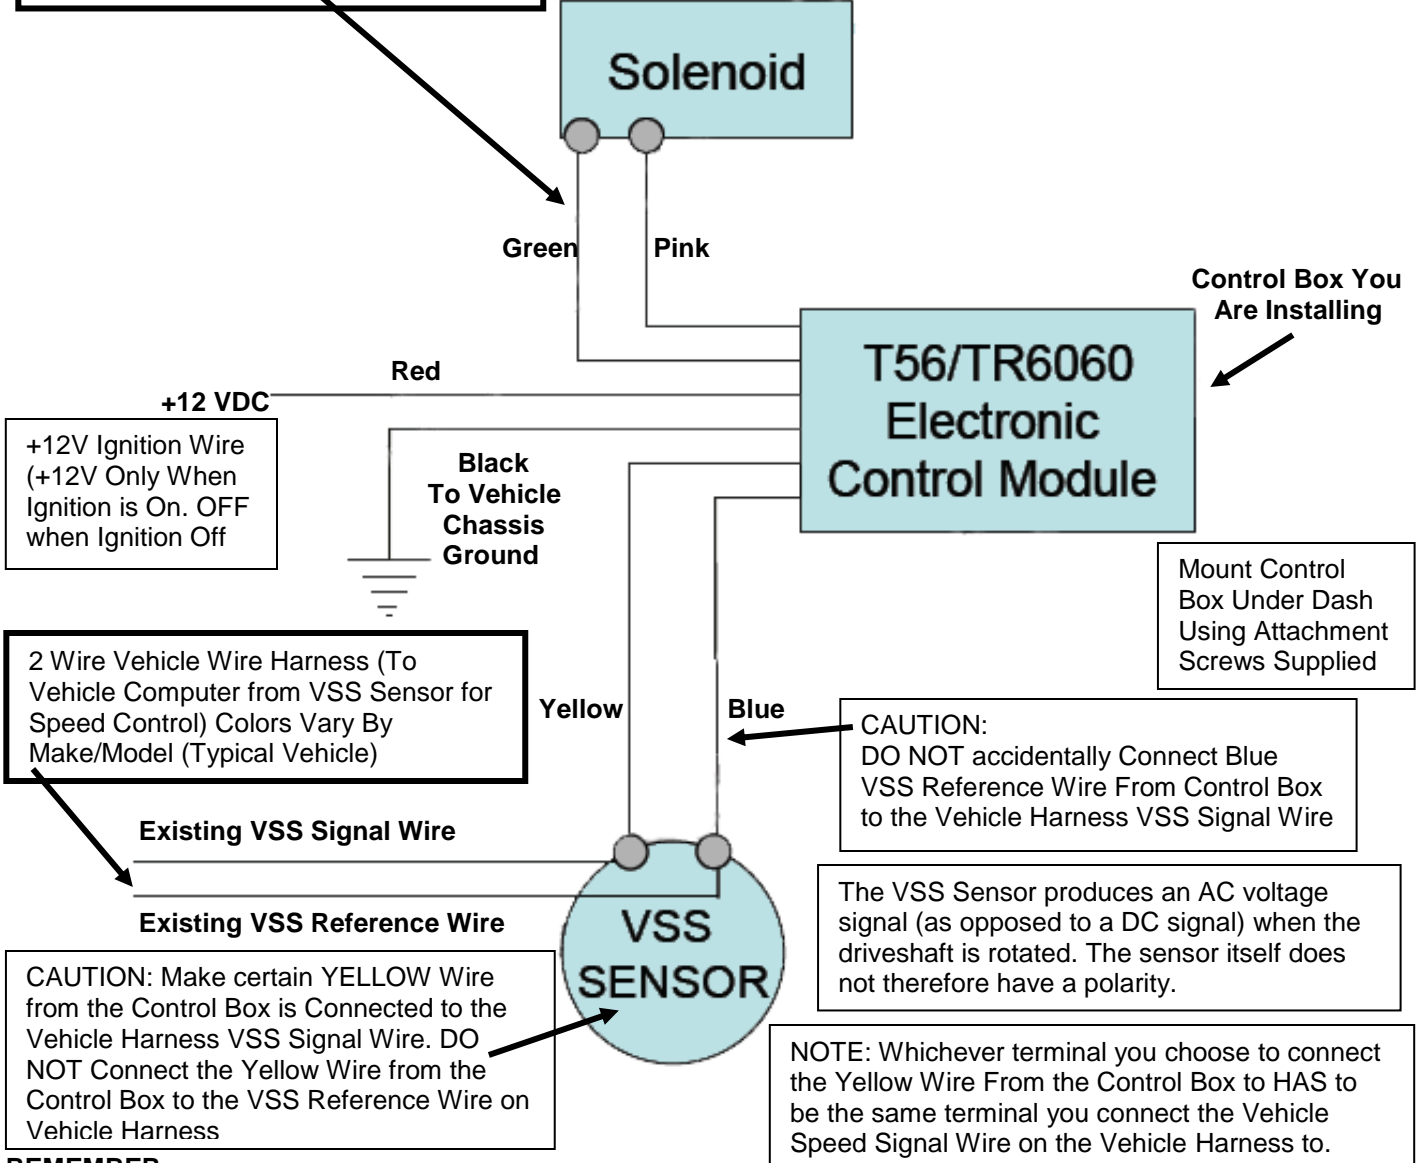 Solenoid
Green
Pink
Control Box You
Are Installing
T56/TR6060
Electronic
Control Module
Red
+12 VDC
+12V Ignition Wire
(+12V Only When
Ignition is On. OFF
when Ignition Off
Black
To Vehicle
Chassis
Ground
Mount Control
Box Under Dash
Using Attachment
Screws Supplied
2 Wire Vehicle Wire Harness (To
Vehicle Computer from VSS Sensor for
Speed Control) Colors Vary By
Make/Model (Typical Vehicle)
Yellow
Blue
CAUTION:
DO NOT accidentally Connect Blue
VSS Reference Wire From Control Box
to the Vehicle Harness VSS Signal Wire
Existing VSS Signal Wire
Existing VSS Reference Wire
VSS
SENSOR
The VSS Sensor produces an AC voltage
signal (as opposed to a DC signal) when the
driveshaft is rotated. The sensor itself does
not therefore have a polarity.
CAUTION: Make certain YELLOW Wire
from the Control Box is Connected to the
Vehicle Harness VSS Signal Wire. DO
NOT Connect the Yellow Wire from the
Control Box to the VSS Reference Wire on
Vehicle Harness
NOTE: Whichever terminal you choose to connect
the Yellow Wire From the Control Box to HAS to
be the same terminal you connect the Vehicle
Speed Signal Wire on the Vehicle Harness to.
REMEMBER